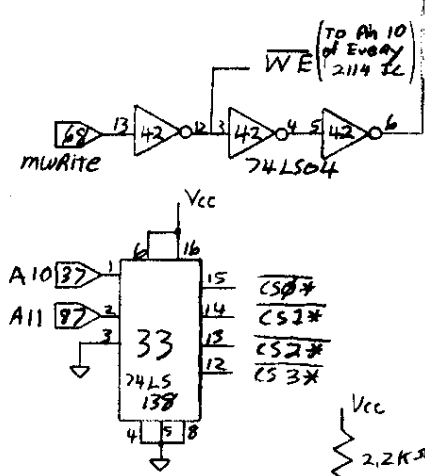 WE (To Pin 10
of EveRy
2114 IC)
68 13 42 12 3 42 4 5 42 6
mwRite
74LS04
Vcc
6 16
A10 37 1
15 CS0*
A11 87 2
14 CS1*
3
33
13 CS2*
74LS
138
12 CS3*
4 5 8
Vcc
2.2K